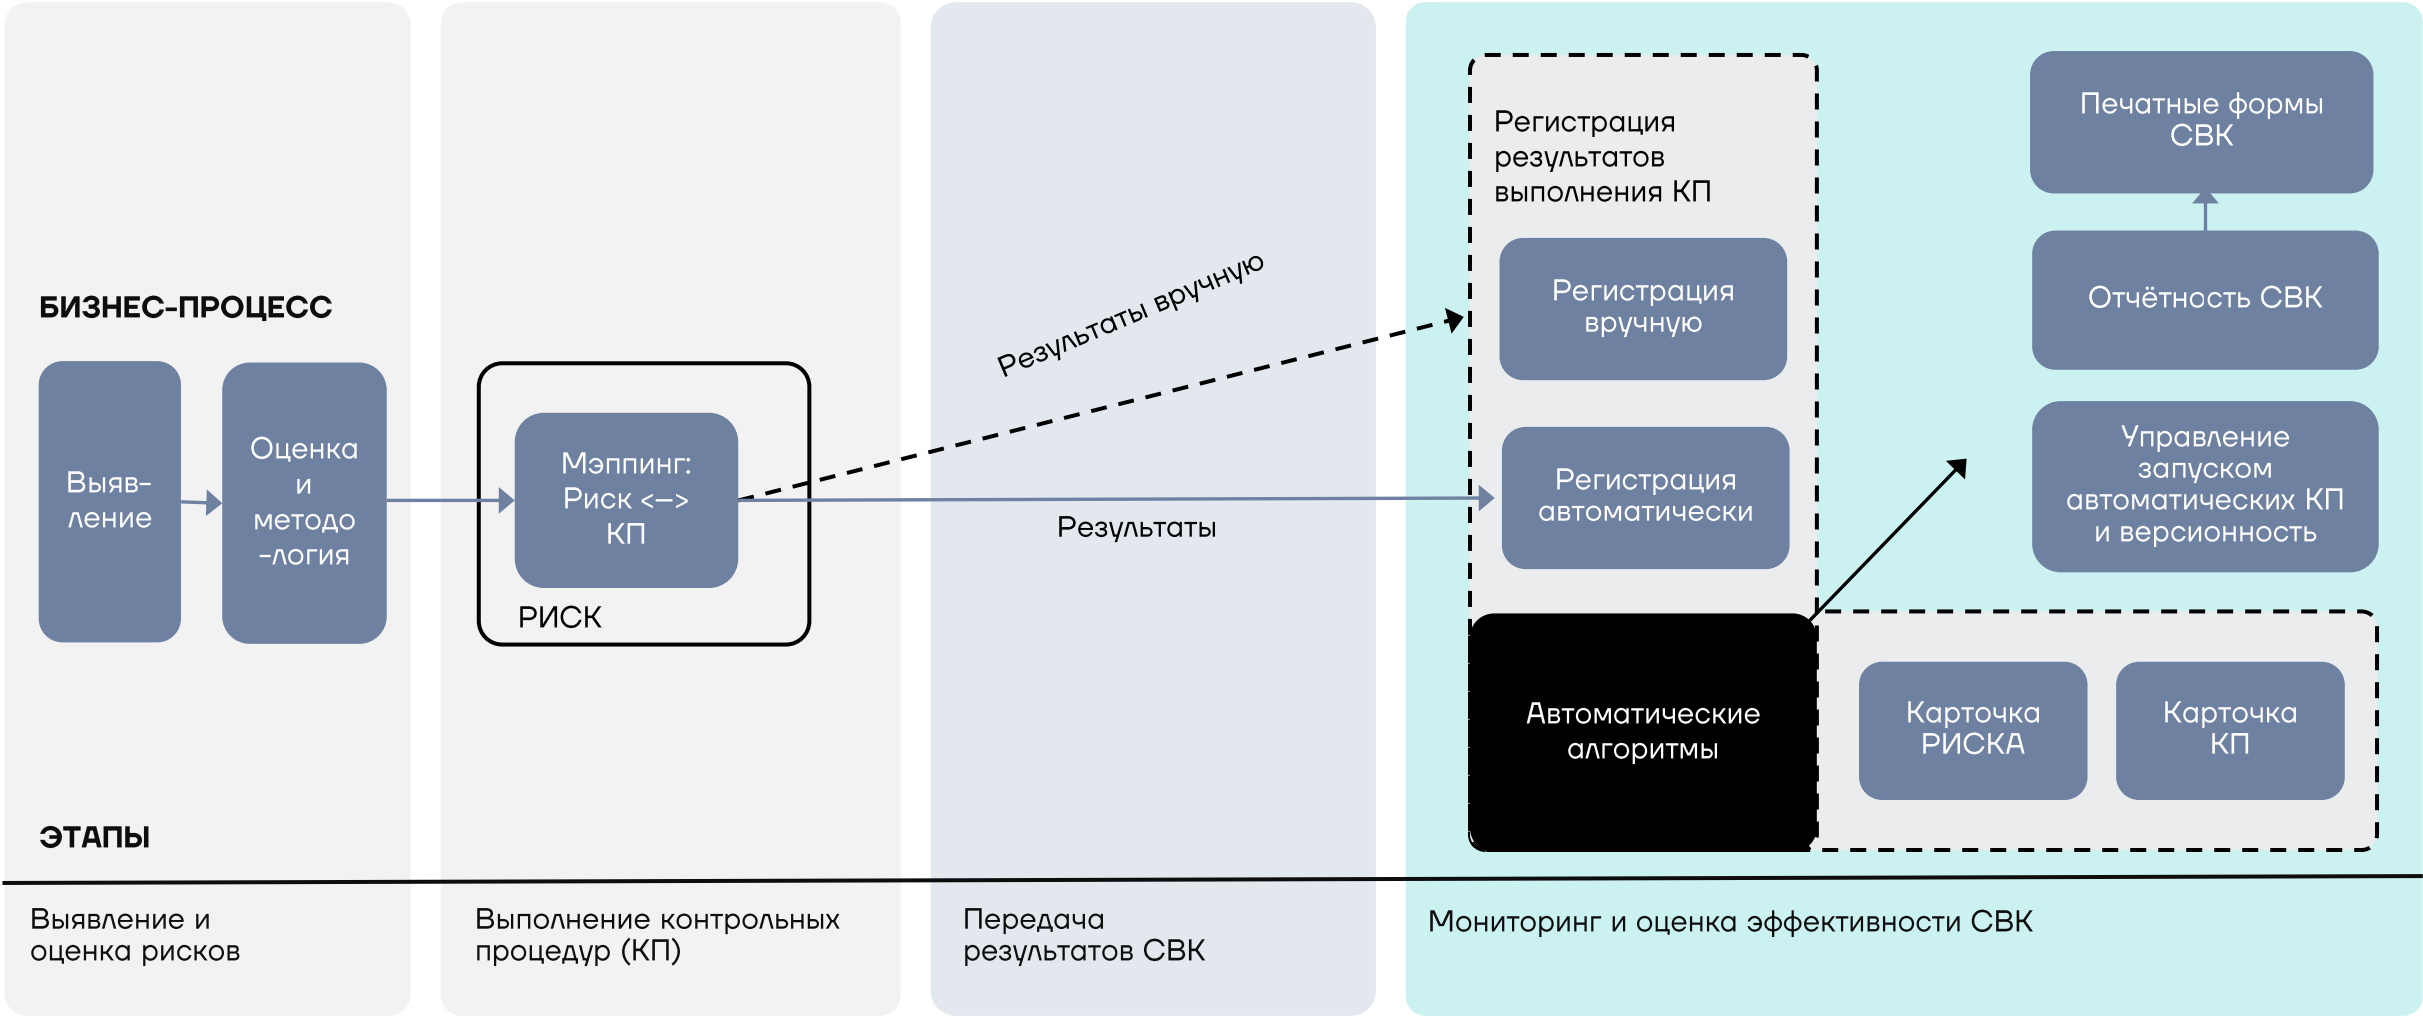 БИЗНЕС-ПРОЦЕСС
Выяв-
ление
Оценка
и
методо
-логия
Мэппинг:
Риск <—>
КП
РИСК
Результаты вручную
Результаты
Регистрация
результатов
выполнения КП
Регистрация
вручную
Регистрация
автоматически
Автоматические
алгоритмы
Печатные формы
СВК
Отчётность СВК
Управление
запуском
автоматических КП
и версионность
Карточка
РИСКА
Карточка
КП
ЭТАПЫ
Выявление и
оценка рисков
Выполнение контрольных
процедур (КП)
Передача
результатов СВК
Мониторинг и оценка эффективности СВК